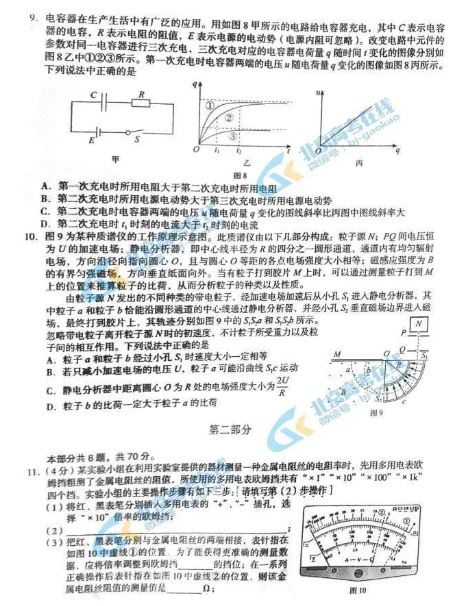 9. 电容器在生产生活中有广泛的应用。用如图8甲所示的电路给电容器充电，其中C表示电容
器的电容，R表示电阻的阻值，E表示电源的电动势（电源内阻可忽略）。改变电路中元件的
参数对同一电容器进行三次充电，三次充电对应的电容器电荷量q随时间t变化的图像分别如
图8乙中①②③所示。第一次充电时电容器两端的电压u随电荷量q变化的图像如图8丙所示。
下列说法中正确的是
C R
E S
甲
q
①
②
③
O t₁ t₂ t
乙
u
O q
丙
图8
A．第一次充电时所用电阻大于第二次充电时所用电阻
B．第二次充电时所用电源电动势大于第三次充电时所用电源电动势
C．第二次充电时电容器两端的电压u随电荷量q变化的图线斜率比丙图中图线斜率大
D．第二次充电时t₁时刻的电流大于t₂时刻的电流
10. 图9为某种质谱仪的工作原理示意图。此质谱仪由以下几部分构成：粒子源N；PQ间电压恒
为U的加速电场；静电分析器，即中心线半径为R的四分之一圆形通道，通道内有均匀辐射
电场，方向沿径向指向圆心O，且与圆心O等距的各点电场强度大小相等；磁感应强度为B
的有界匀强磁场，方向垂直纸面向外。当有粒子打到胶片M上时，可以通过测量粒子打到M
上的位置来推算粒子的比荷，从而分析粒子的种类以及性质。
由粒子源N发出的不同种类的带电粒子，经加速电场加速后从小孔S₁进入静电分析器，其
中粒子a和粒子b恰能沿圆形通道的中心线通过静电分析器，并经小孔S₂垂直磁场边界进入磁
场，最终打到胶片上，其轨迹分别如图9中的S₁S₂a和S₁S₂b所示。
忽略带电粒子离开粒子源N时的初速度，不计粒子所受重力以及粒
子间的相互作用。下列说法中正确的是
A．粒子a和粒子b经过小孔S₁时速度大小一定相等
B．若只减小加速电场的电压U，粒子a可能沿曲线S₁c运动
C．静电分析器中距离圆心O为R处的电场强度大小为2U/R
D．粒子b的比荷一定大于粒子a的比荷
N
P
Q
M O S₁
图9
第二部分
本部分共8题，共70分。
11.（4分）某实验小组在利用实验室提供的器材测量一种金属电阻丝的电阻率时，先用多用电表欧
姆挡粗测了金属电阻丝的阻值，所使用的多用电表欧姆挡共有“×1”“×10”“×100”“×1k”
四个挡。实验小组的主要操作步骤有如下三步：[请填写第（2）步操作]
（1）将红、黑表笔分别插入多用电表的“+”、“-”插孔，选
择“×10”倍率的欧姆挡；
（2）；
（3）把红、黑表笔分别与金属电阻丝的两端相接，表针指在
如图10中虚线①的位置。为了能获得更准确的测量数
据，应将倍率调整到欧姆挡的挡位；在一系列
正确操作后表针指在如图10中虚线②的位置，则该金
属电阻丝阻值的测量值是Ω；
A-V-Ω
图10
北京高考在线
微信号：bj-gaokao